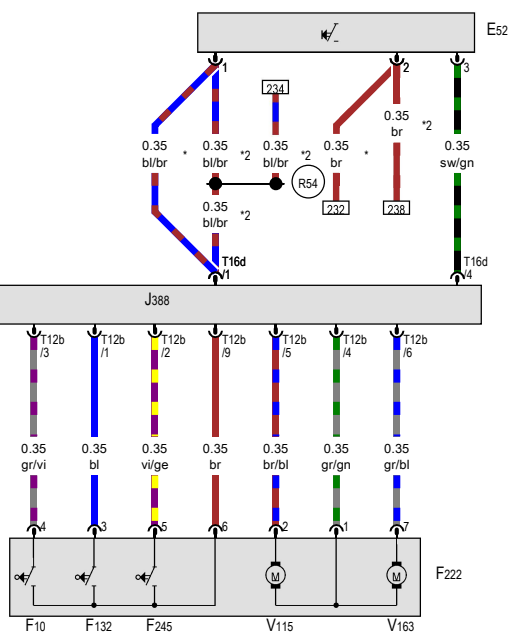 E52
1 2 3
234
0.35 bl/br * 0.35 bl/br *2 0.35 bl/br *2 0.35 br * 0.35 br *2 0.35 sw/gn
R54
0.35 bl/br *2
232 238
T16d /1 T16d /4
J388
T12b /3 T12b /1 T12b /2 T12b /9 T12b /5 T12b /4 T12b /6
0.35 0.35 0.35 0.35 0.35 0.35 0.35
gr/vi bl vi/ge br br/bl gr/gn gr/bl
4 3 5 6 2 1 7
M M
F222
F10 F132 F245 V115 V163